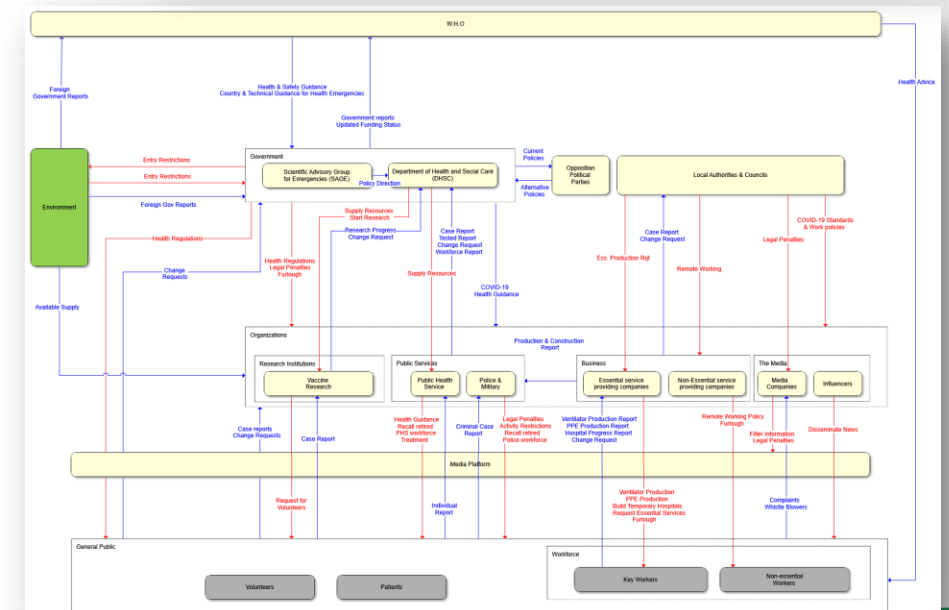 W.H.O
Foreign
Government Reports
Health & Safety Guidance
Country & Technical Guidance for Health Emergencies
Government reports
Updated Funding Status
Health Advice
Environment
Entry Restrictions
Entry Restrictions
Foreign Gov Reports
Government
Scientific Advisory Group
for Emergencies (SAGE)
Policy Direction
Department of Health and Social Care
(DHSC)
Current
Policies
Alternative
Policies
Opposition
Political
Parties
Local Authorities & Councils
Health Regulations
Change
Requests
Available Supply
Supply Resources
Start Research
Research Progress
Change Request
Health Regulations
Legal Penalties
Furlough
Case Report
Tested Report
Change Request
Workforce Report
Supply Resources
COVID-19
Health Guidance
Ess. Production Rqt
Case Report
Change Request
Remote Working
Legal Penalties
COVID-19 Standards
& Work policies
Organizations
Production & Construction
Report
Research Institutions
Vaccine
Research
Public Services
Public Health
Service
Police &
Military
Business
Essential service
providing companies
Non-Essential service
providing companies
The Media
Media
Companies
Influencers
Case reports
Change Requests
Case Report
Health Guidance
Recall retired
PHS workforce
Treatment
Criminal Case
Report
Legal Penalties
Activity Restrictions
Recall retired
Police workforce
Ventilator Production Report
PPE Production Report
Hospital Progress Report
Change Request
Remote Working Policy
Furlough
Filter Information
Legal Penalties
Disseminate News
Media Platform
Request for
Volunteers
Individual
Report
Ventilator Production
PPE Production
Build Temporary Hospitals
Request Essential Services
Furlough
Complaints
Whistle Blowers
General Public
Volunteers
Patients
Workforce
Key Workers
Non-essential
Workers